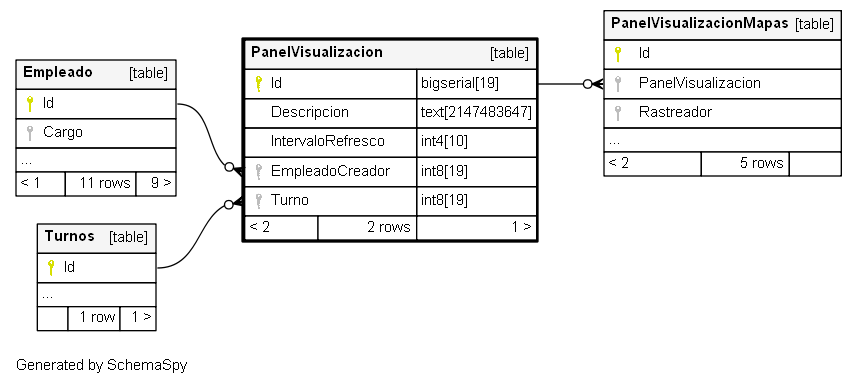 Empleado [table]
Id
Cargo
...
< 1 11 rows 9 >
Turnos [table]
Id
...
1 row 1 >
PanelVisualizacion [table]
Id bigserial[19]
Descripcion text[2147483647]
IntervaloRefresco int4[10]
EmpleadoCreador int8[19]
Turno int8[19]
< 2 2 rows 1 >
PanelVisualizacionMapas [table]
Id
PanelVisualizacion
Rastreador
...
< 2 5 rows
Generated by SchemaSpy